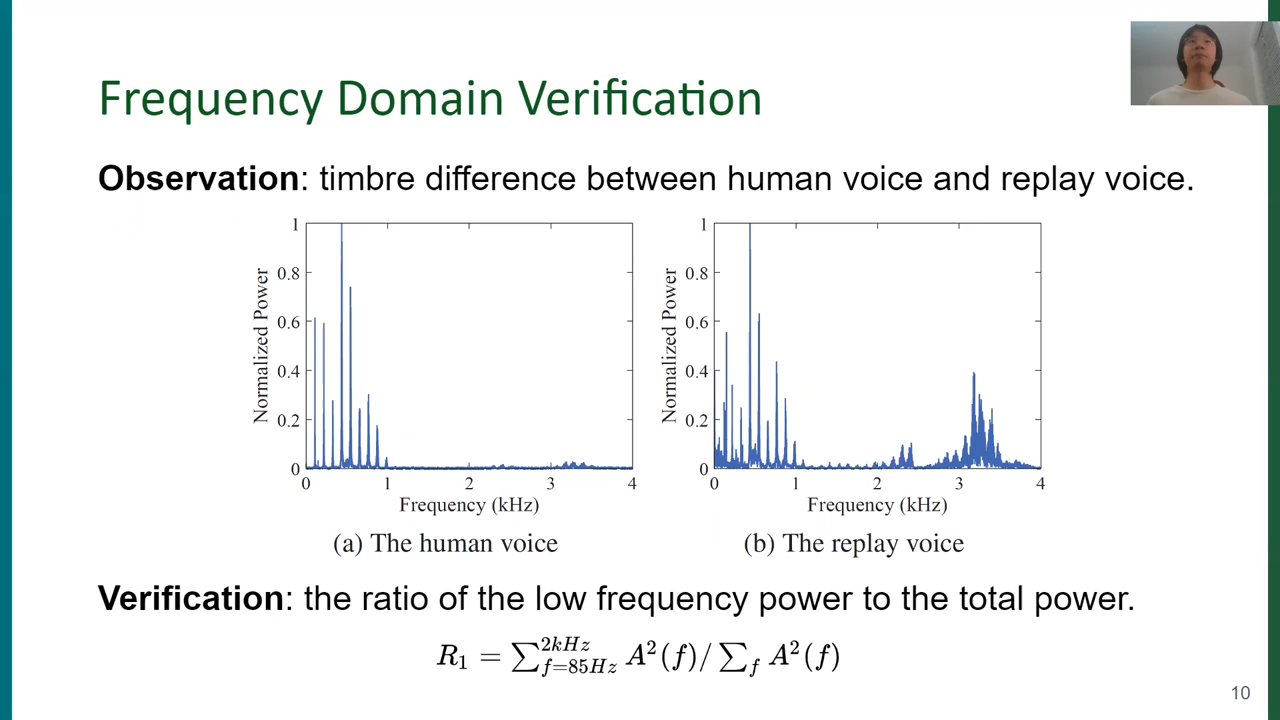 Frequency Domain Verification
Observation: timbre difference between human voice and replay voice.
Normalized Power
1
0.8
0.6
0.4
0.2
0
0 1 2 3 4
Frequency (kHz)
(a) The human voice
Normalized Power
1
0.8
0.6
0.4
0.2
0
0 1 2 3 4
Frequency (kHz)
(b) The replay voice
Verification: the ratio of the low frequency power to the total power.
R₁ = ∑_{f=85Hz}^{2kHz} A²(f)/ ∑_f A²(f)
10